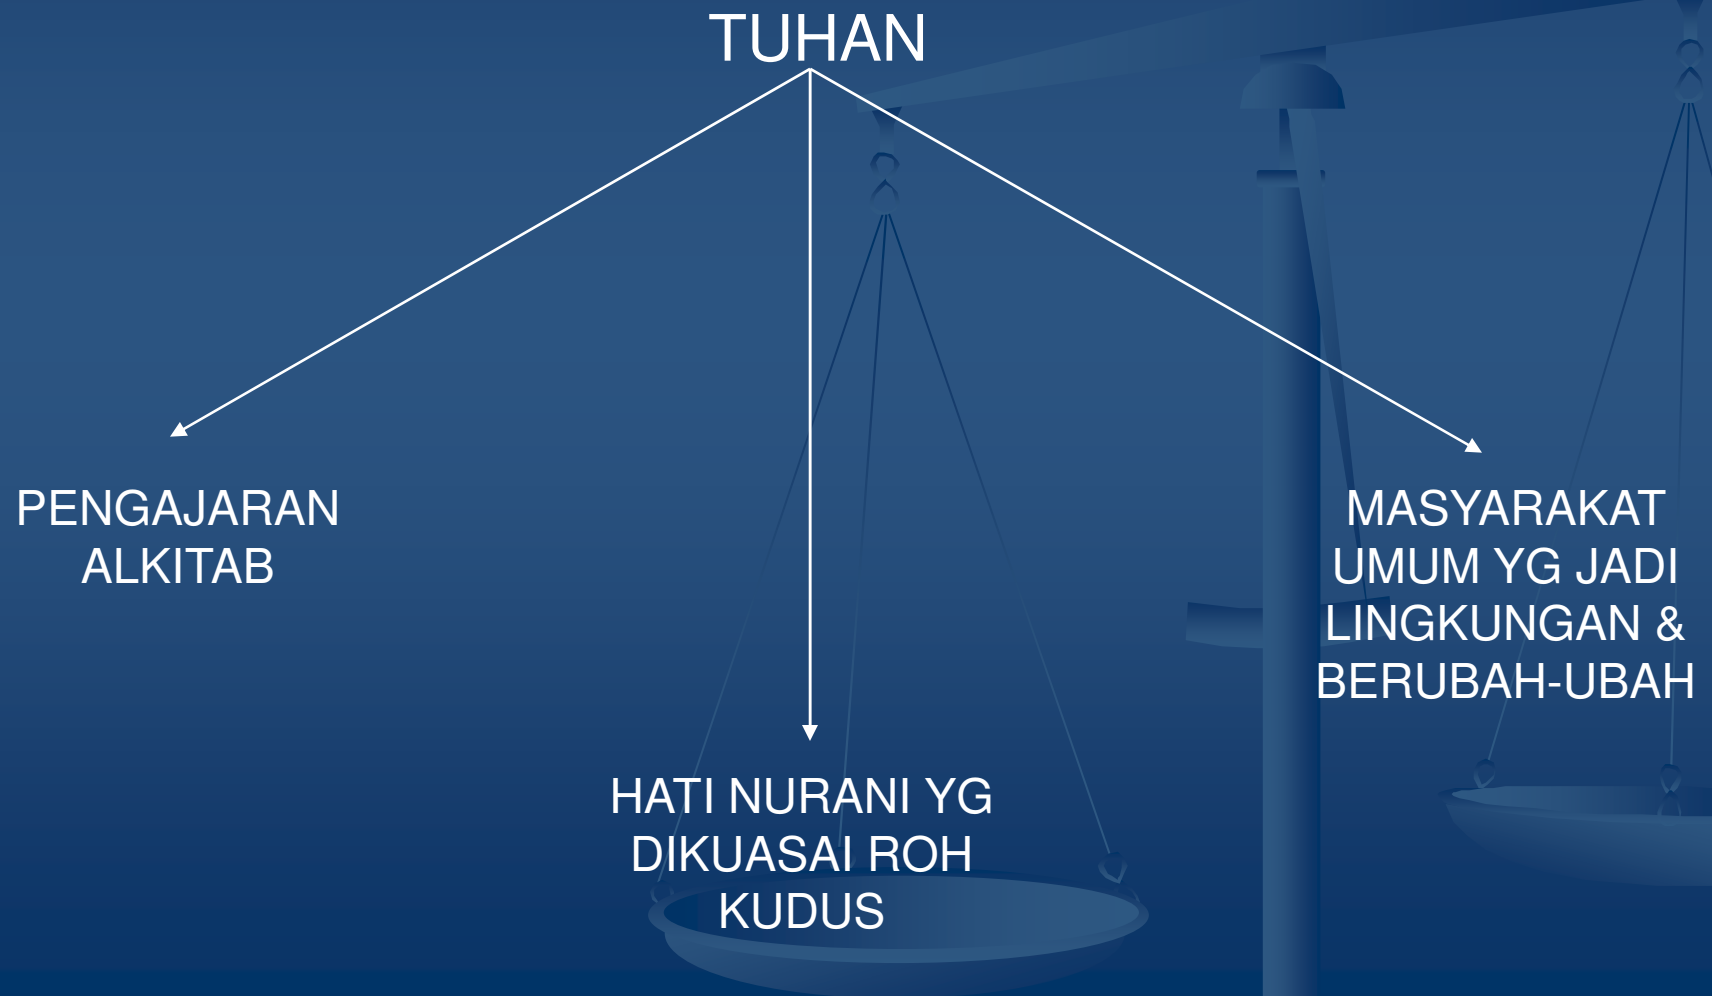 TUHAN
PENGAJARAN
ALKITAB
HATI NURANI YG
DIKUASAI ROH
KUDUS
MASYARAKAT
UMUM YG JADI
LINGKUNGAN &
BERUBAH-UBAH